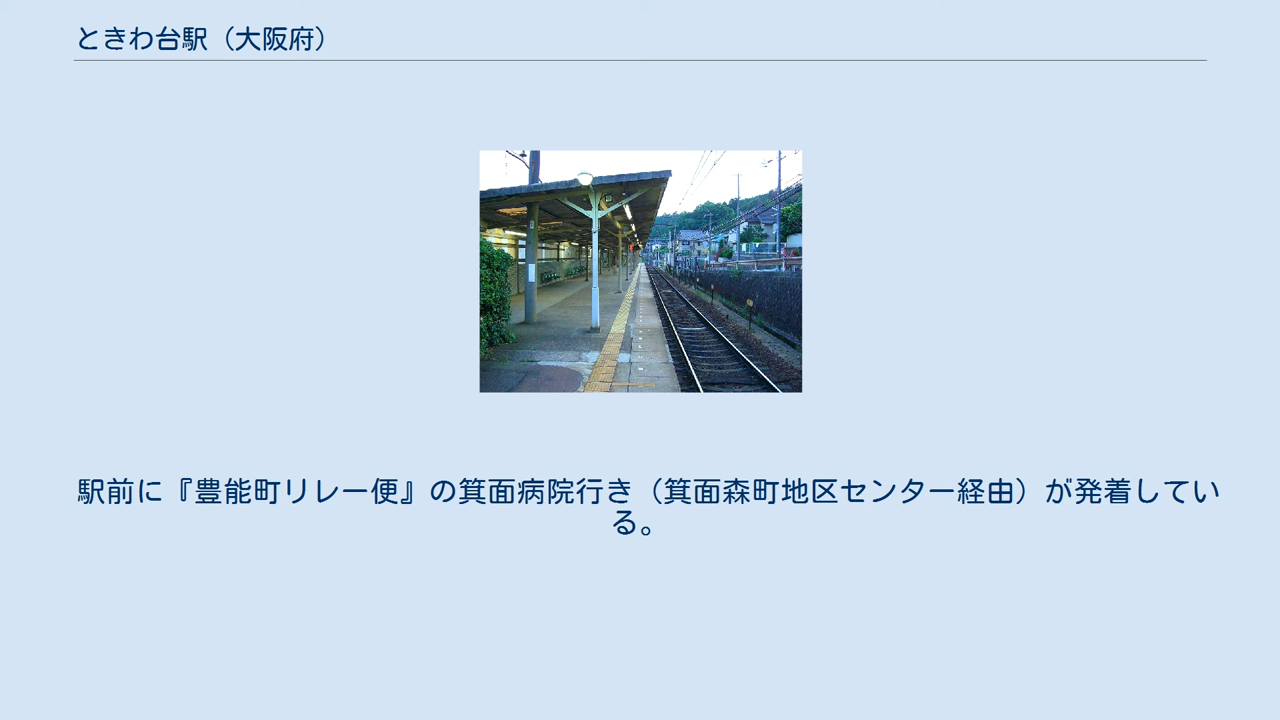 ときわ台駅（大阪府）
駅前に『豊能町リレー便』の箕面病院行き（箕面森町地区センター経由）が発着してい
る。